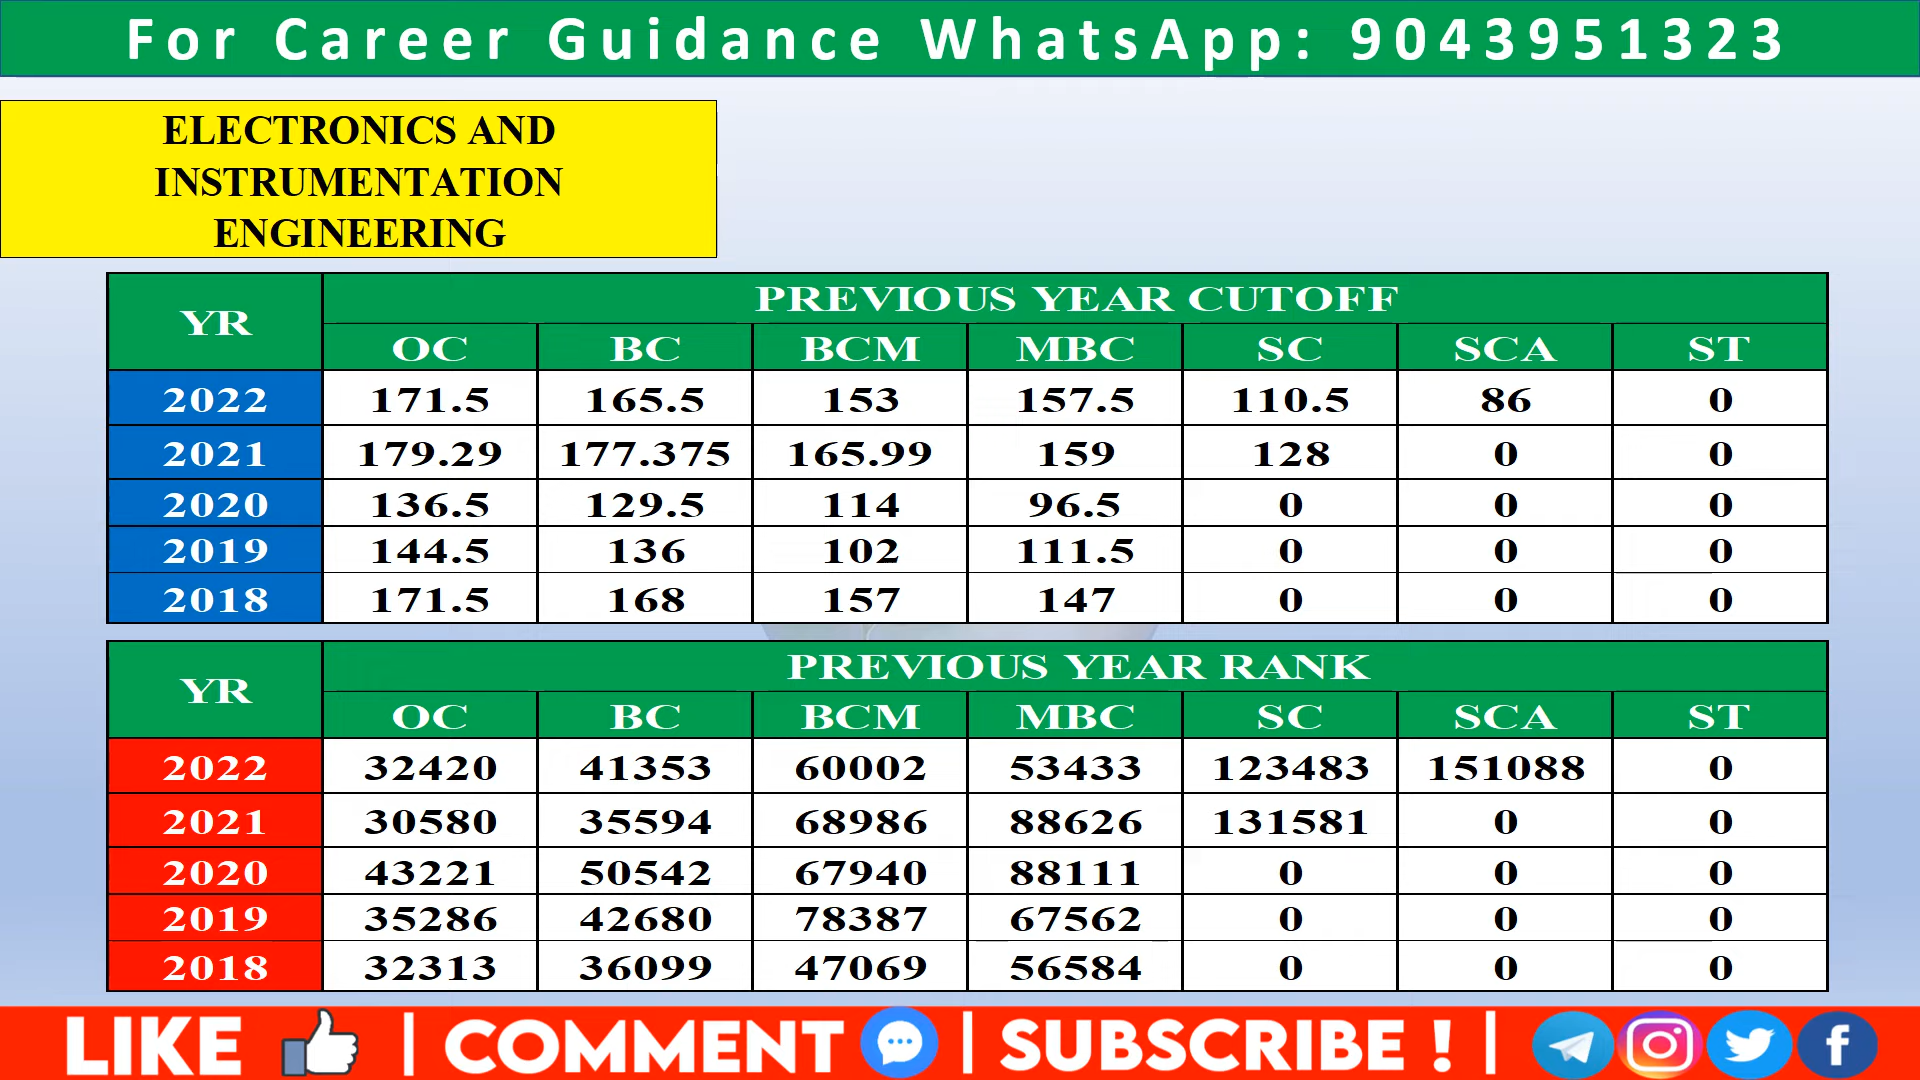 For Career Guidance WhatsApp: 9043951323
ELECTRONICS AND
INSTRUMENTATION
ENGINEERING
YR PREVIOUS YEAR CUTOFF
OC BC BCM MBC SC SCA ST
2022 171.5 165.5 153 157.5 110.5 86 0
2021 179.29 177.375 165.99 159 128 0 0
2020 136.5 129.5 114 96.5 0 0 0
2019 144.5 136 102 111.5 0 0 0
2018 171.5 168 157 147 0 0 0
YR PREVIOUS YEAR RANK
OC BC BCM MBC SC SCA ST
2022 32420 41353 60002 53433 123483 151088 0
2021 30580 35594 68986 88626 131581 0 0
2020 43221 50542 67940 88111 0 0 0
2019 35286 42680 78387 67562 0 0 0
2018 32313 36099 47069 56584 0 0 0
LIKE | COMMENT | SUBSCRIBE ! |